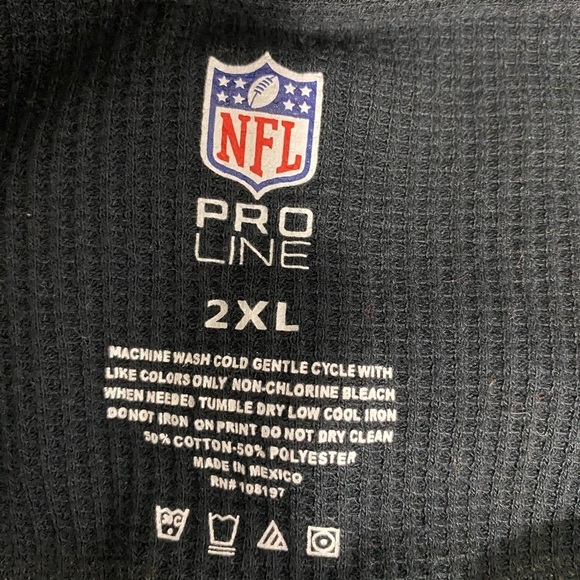 NFL
PRO
LINE
2XL
MACHINE WASH COLD GENTLE CYCLE WITH
LIKE COLORS ONLY NON-CHLORINE BLEACH
WHEN NEEDED TUMBLE DRY LOW COOL IRON
DO NOT IRON ON PRINT DO NOT DRY CLEAN
50% COTTON-50% POLYESTER
MADE IN MEXICO
RN# 108197